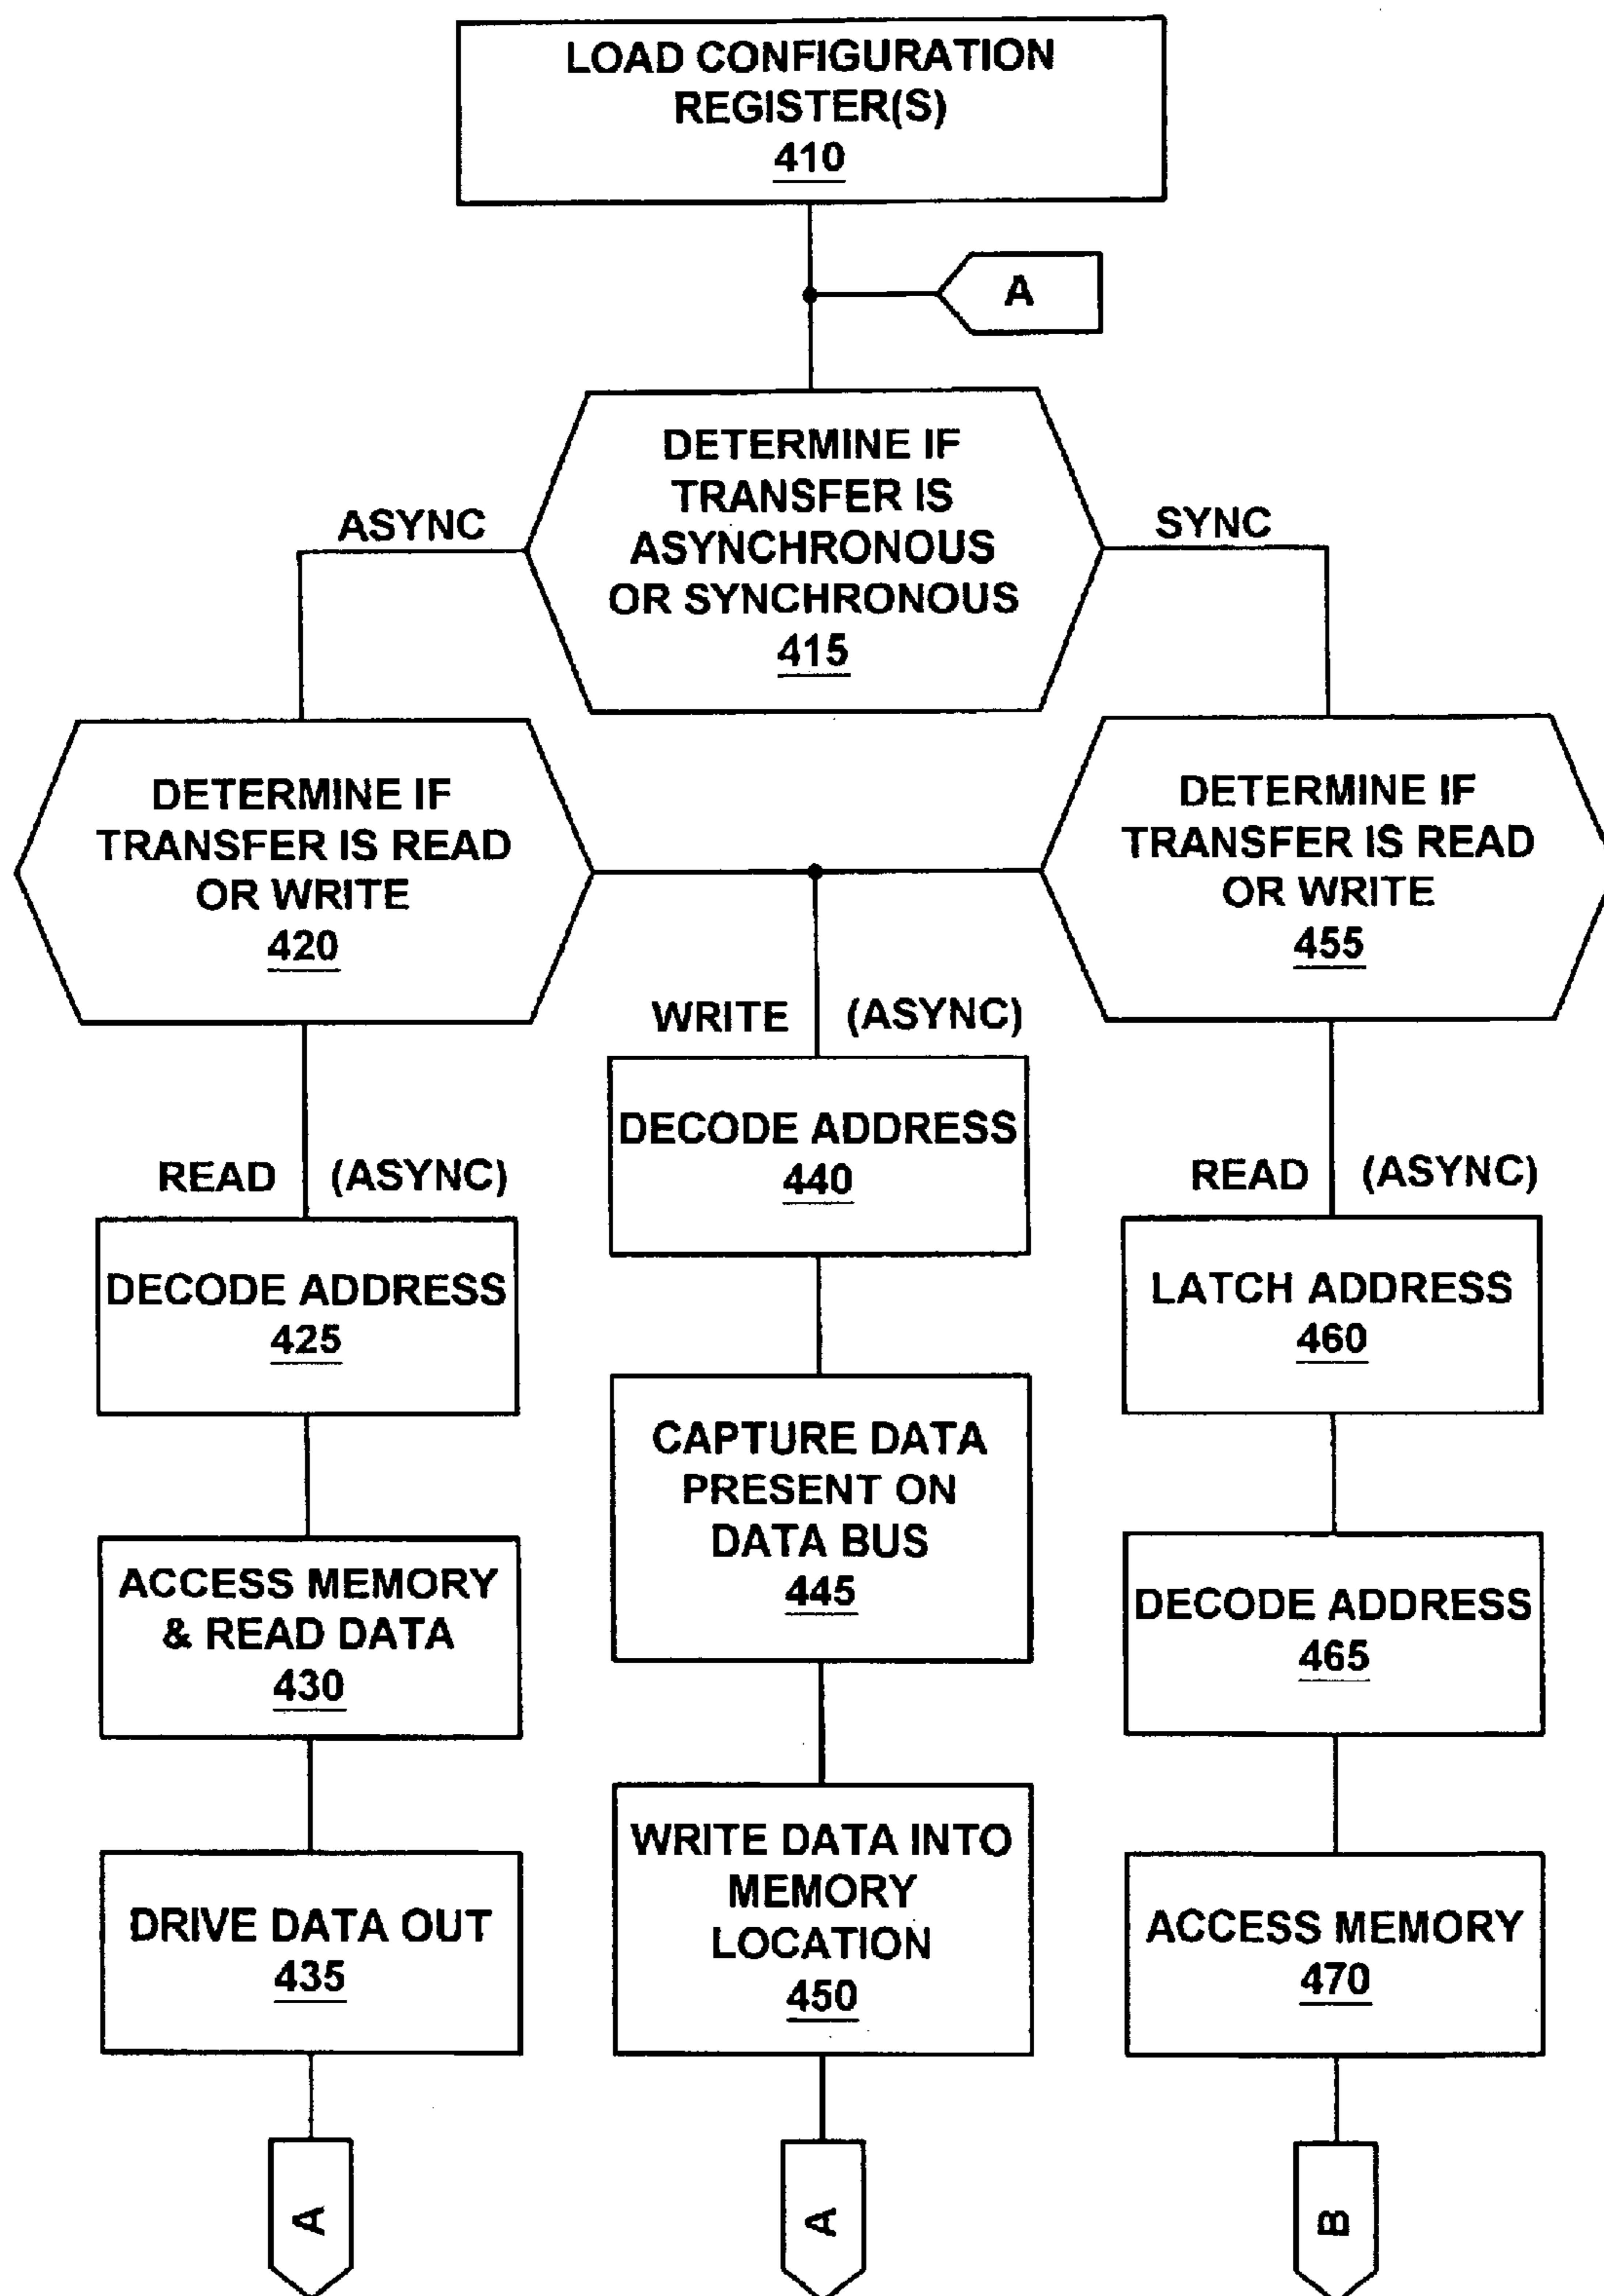 LOAD CONFIGURATION
REGISTER(S)
410
A
DETERMINE IF
TRANSFER IS
ASYNCHRONOUS
OR SYNCHRONOUS
415
ASYNC
SYNC
DETERMINE IF
TRANSFER IS READ
OR WRITE
420
DETERMINE IF
TRANSFER IS READ
OR WRITE
455
WRITE (ASYNC)
DECODE ADDRESS
440
READ (ASYNC)
READ (ASYNC)
DECODE ADDRESS
425
LATCH ADDRESS
460
CAPTURE DATA
PRESENT ON
DATA BUS
445
ACCESS MEMORY
& READ DATA
430
DECODE ADDRESS
465
WRITE DATA INTO
MEMORY
LOCATION
450
DRIVE DATA OUT
435
ACCESS MEMORY
470
A
A
B